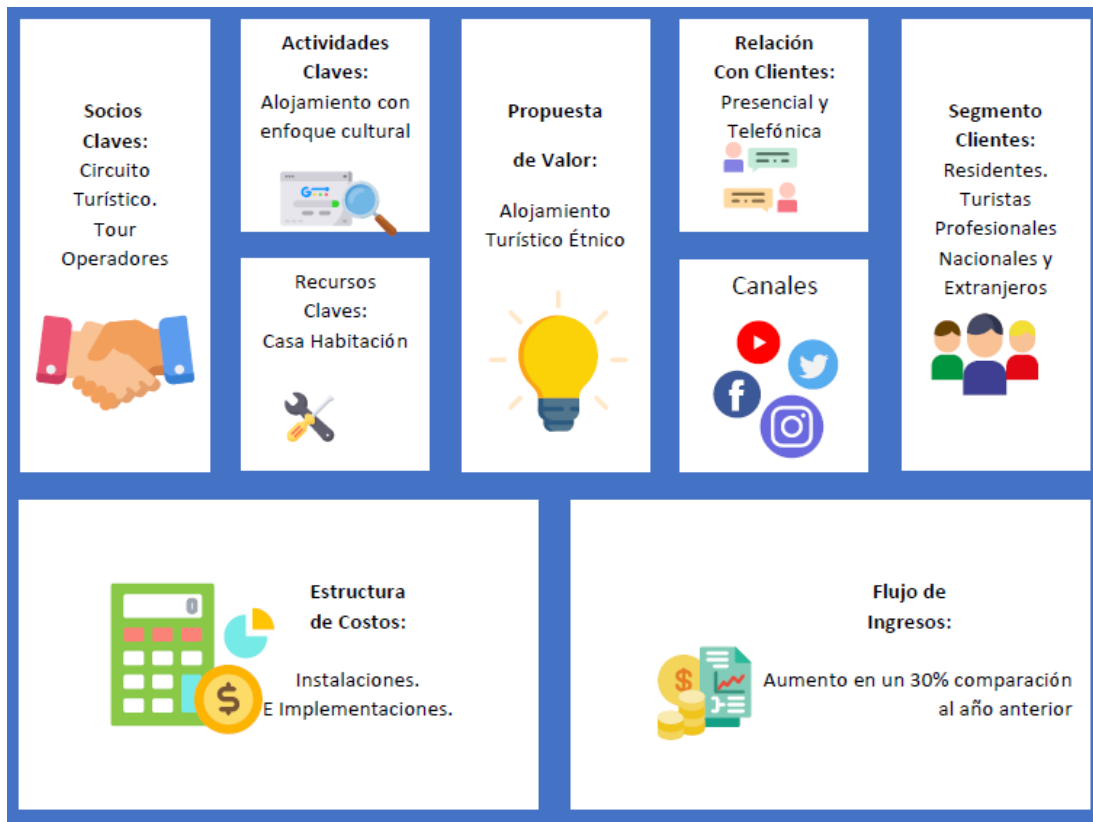 Socios
Claves:
Circuito
Turístico.
Tour
Operadores
Actividades
Claves:
Alojamiento con
enfoque cultural
G
Recursos
Claves:
Casa Habitación
Propuesta
de Valor:
Alojamiento
Turístico Étnico
Relación
Con Clientes:
Presencial y
Telefónica
Canales
f
Segmento
Clientes:
Residentes.
Turistas
Profesionales
Nacionales y
Extranjeros
0
$
Estructura
de Costos:
Instalaciones.
E Implementaciones.
$
Flujo de
Ingresos:
Aumento en un 30% comparación
al año anterior